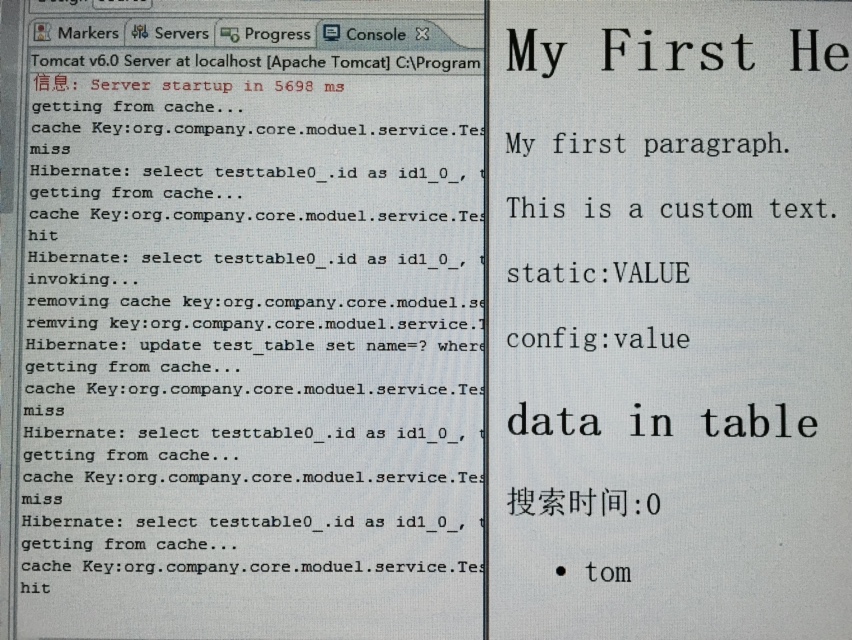 Markers
Servers
Progress
Console
Tomcat v6.0 Server at localhost [Apache Tomcat] C:\Program
信息: Server startup in 5698 ms
getting from cache...
cache Key:org.company.core.moduel.service.Tes
miss
Hibernate: select testtable0_.id as id1_0_,
getting from cache...
cache Key:org.company.core.moduel.service.Tes
hit
Hibernate: select testtable0_.id as id1_0_,
invoking...
removing cache key:org.company.core.moduel.se
remving key:org.company.core.moduel.service.
Hibernate: update test_table set name=? where
getting from cache...
cache Key:org.company.core.moduel.service.Tes
miss
Hibernate: select testtable0_.id as id1_0_,
getting from cache...
cache Key:org.company.core.moduel.service.Tes
miss
Hibernate: select testtable0_.id as id1_0_,
getting from cache...
cache Key:org.company.core.moduel.service.Tes
hit
My First He
My first paragraph.
This is a custom text.
static:VALUE
config:value
data in table
搜索时间:0
• tom